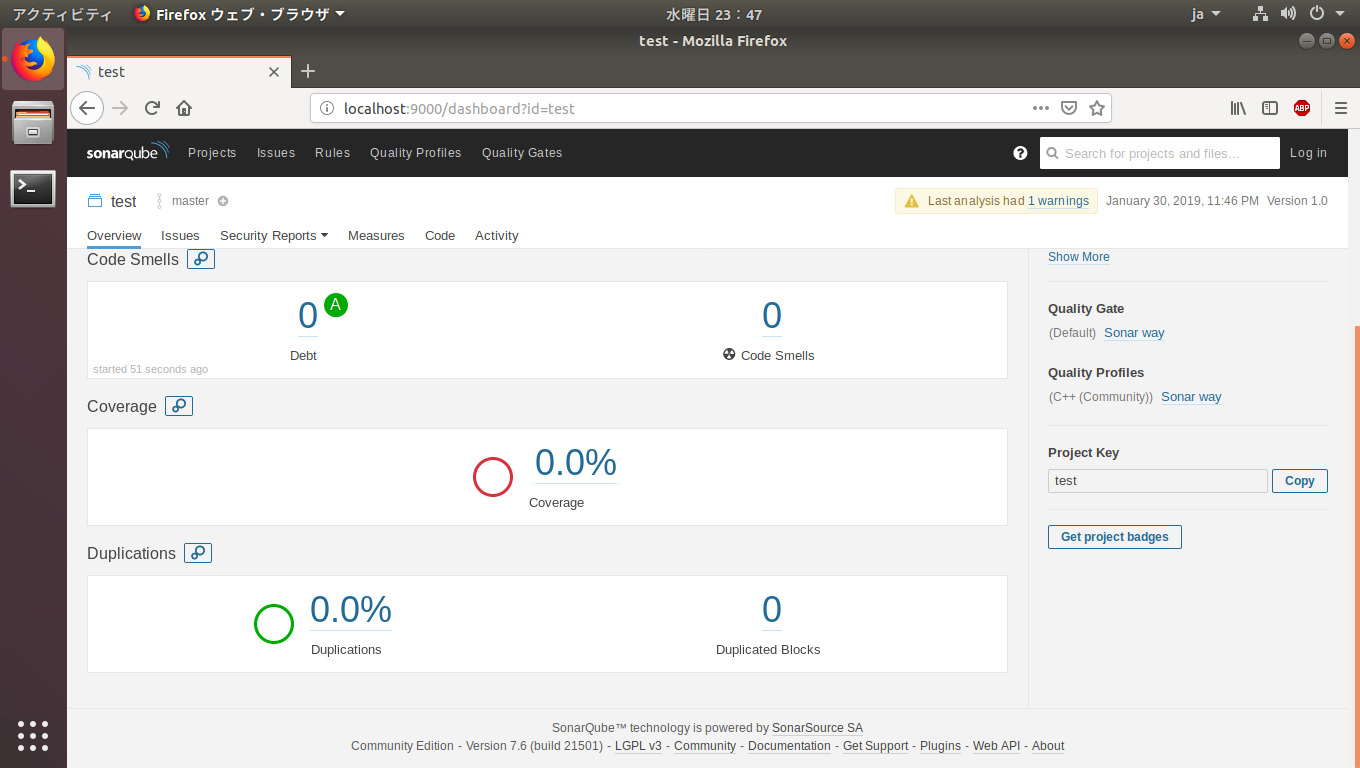 アクティビティ Firefox ウェブ・ブラウザ 水曜日 23:47 ja
test - Mozilla Firefox
test
localhost:9000/dashboard?id=test ABP
sonarqube Projects Issues Rules Quality Profiles Quality Gates Search for projects and files... Log in
test master Last analysis had 1 warnings January 30, 2019, 11:46 PM Version 1.0
Overview Issues Security Reports Measures Code Activity
Code Smells
0 A
Debt
started 51 seconds ago
0
Code Smells
Coverage
0.0%
Coverage
Duplications
0.0%
Duplications
0
Duplicated Blocks
Show More
Quality Gate
(Default) Sonar way
Quality Profiles
(C++ (Community)) Sonar way
Project Key
test Copy
Get project badges
SonarQube™ technology is powered by SonarSource SA
Community Edition - Version 7.6 (build 21501) - LGPL v3 - Community - Documentation - Get Support - Plugins - Web API - About